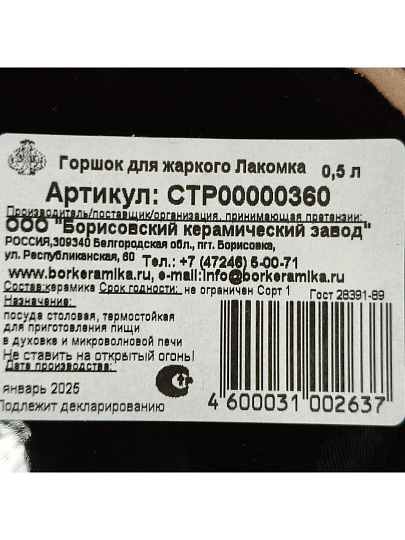 Горшок для жаркого Лакомка 0,5 л
Артикул: СТР00000360
Производитель/поставщик/организация, принимающая претензии:
ООО "Борисовский керамический завод"
РОССИЯ,309340 Белгородская обл., пгт. Борисовка,
ул. Республиканская, 60 Тел.: +7 (47246) 5-00-71
www.borkeramika.ru, e-mail:info@borkeramika.ru
Состав:керамика Срок годности: не ограничен Сорт 1 Гост 28391-89
Назначение:
посуда столовая, термостойкая
для приготовления пищи
в духовке и микроволновой печи
Не ставить на открытый огонь!
Дата производства:
январь 2025
Подлежит декларированию
4 600031 002637